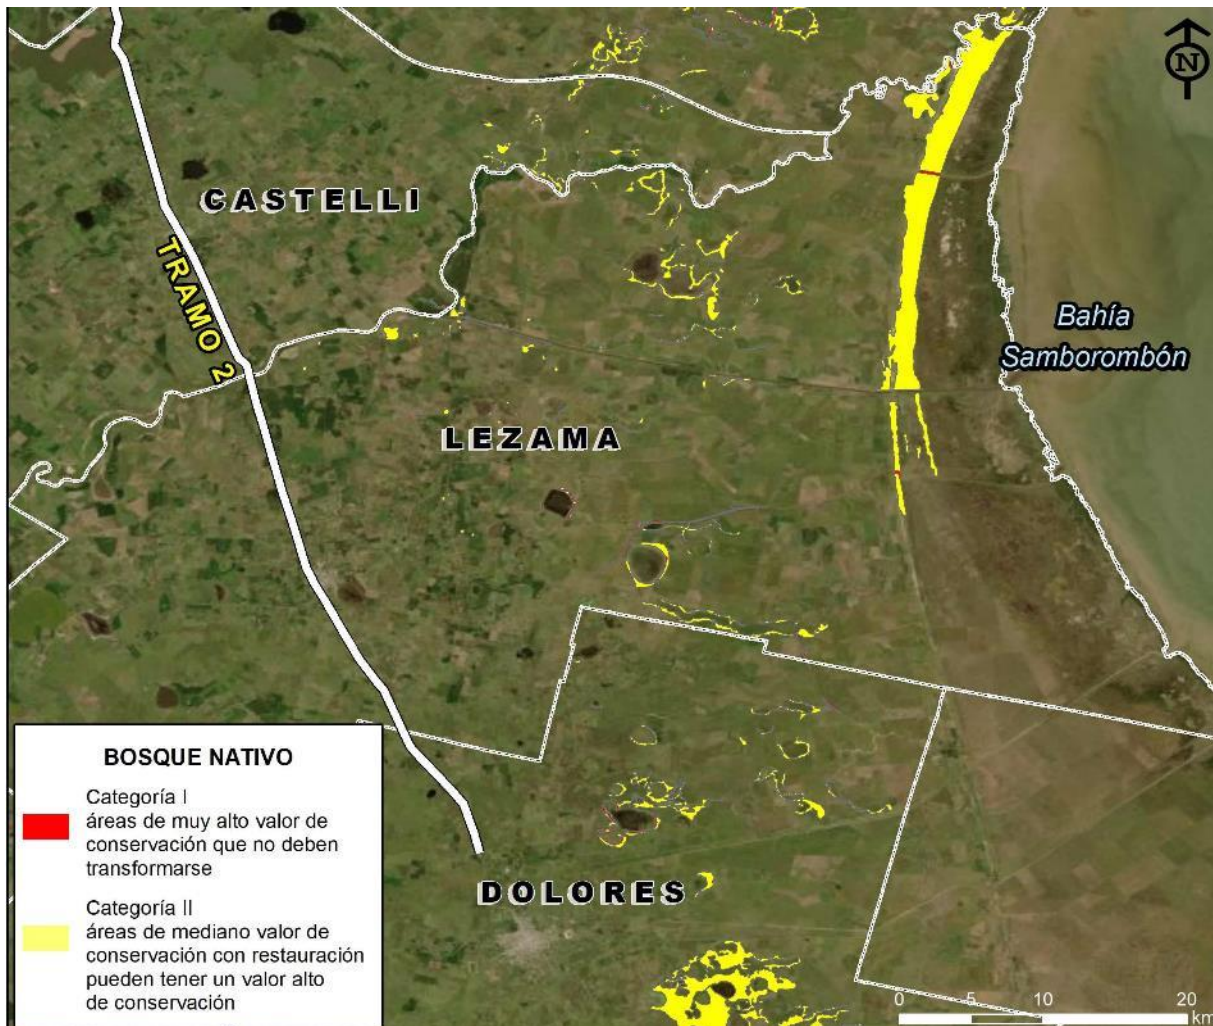 N
CASTELLI
TRAMO 2
Bahía
Samborombón
LEZAMA
DOLORES
BOSQUE NATIVO
Categoría I
áreas de muy alto valor de
conservación que no deben
transformarse
Categoría II
áreas de mediano valor de
conservación con restauración
pueden tener un valor alto
de conservación
0 5 10 20
km